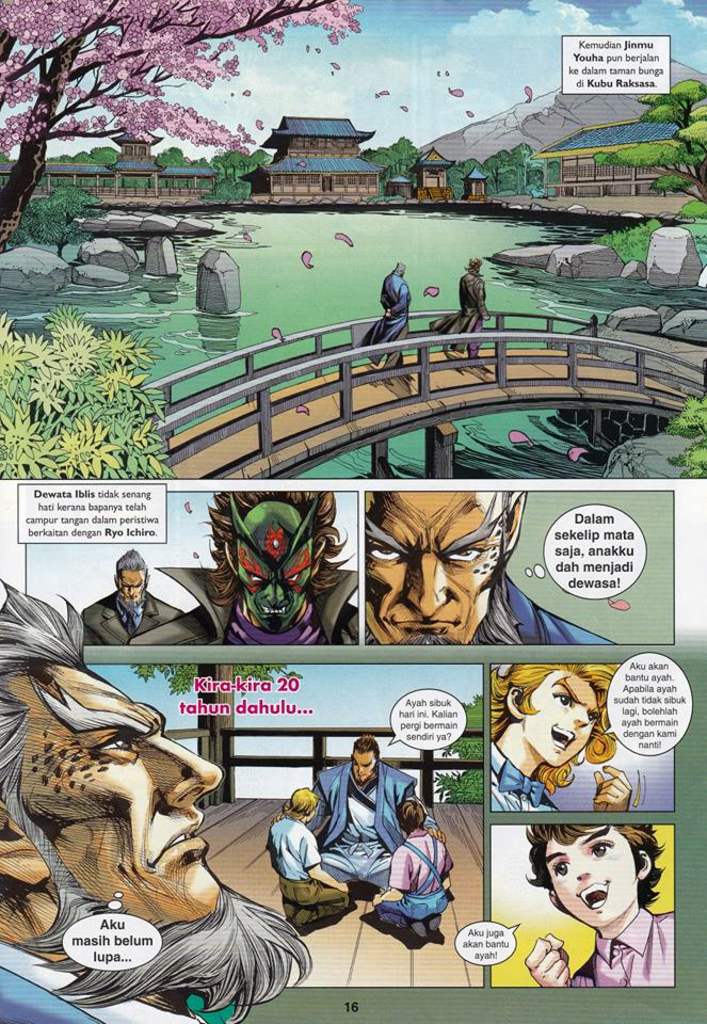 Kemudian Jinmu
Youha pun berjalan
ke dalam taman bunga
di Kubu Raksasa.
Dewata Iblis tidak senang
hati kerana bapanya telah
campur tangan dalam peristiwa
berkaitan dengan Ryo Ichiro.
Dalam
sekelip mata
saja, anakku
dah menjadi
dewasa!
Kira-kira 20
tahun dahulu...
Ayah sibuk
hari ini. Kalian
pergi bermain
sendiri ya?
Aku akan
bantu ayah.
Apabila ayah
sudah tidak sibuk
lagi, bolehlah
ayah bermain
dengan kami
nanti!
Aku
masih belum
lupa...
Aku juga
akan bantu
ayah!
16